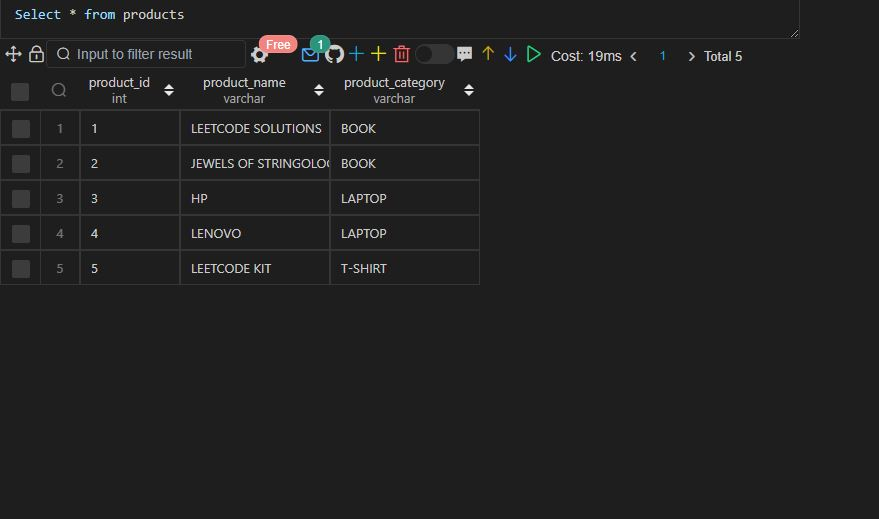 Select * from products
Input to filter result Free 1 Cost: 19ms 1 Total 5
product_id product_name product_category
int varchar varchar
1 1 LEETCODE SOLUTIONS BOOK
2 2 JEWELS OF STRINGOLO BOOK
3 3 HP LAPTOP
4 4 LENOVO LAPTOP
5 5 LEETCODE KIT T-SHIRT